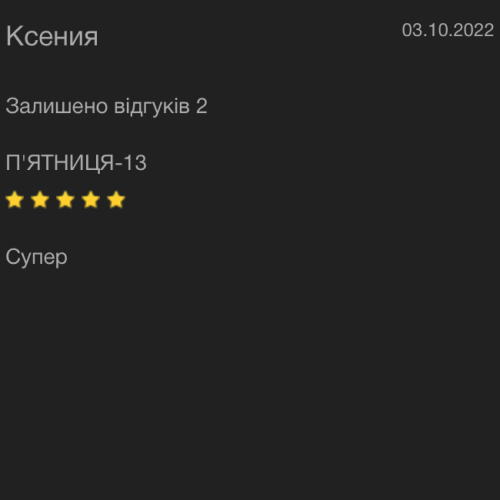 Ксения
03.10.2022
Залишено відгуків 2
П'ЯТНИЦЯ-13
Супер